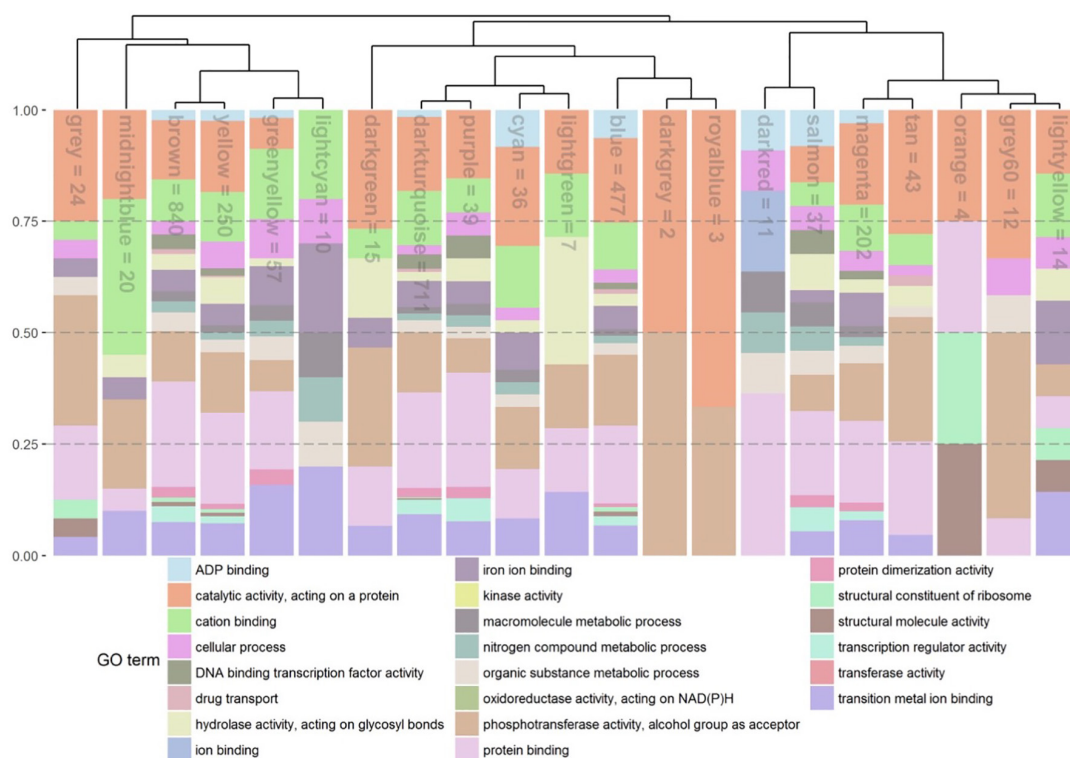 1.00
0.75
0.50
0.25
0.00
grey = 24
midnightblue = 20
brown = 840
yellow = 250
greenyellow = 57
lightcyan = 10
darkgreen = 15
darkturquoise = 711
purple = 39
cyan = 36
lightgreen = 7
blue = 477
darkgrey = 2
royalblue = 3
darkred = 11
salmon = 37
magenta = 202
tan = 43
orange = 4
grey60 = 12
lightyellow = 14
GO term
ADP binding
catalytic activity, acting on a protein
cation binding
cellular process
DNA binding transcription factor activity
drug transport
hydrolase activity, acting on glycosyl bonds
ion binding
iron ion binding
kinase activity
macromolecule metabolic process
nitrogen compound metabolic process
organic substance metabolic process
oxidoreductase activity, acting on NAD(P)H
phosphotransferase activity, alcohol group as acceptor
protein binding
protein dimerization activity
structural constituent of ribosome
structural molecule activity
transcription regulator activity
transferase activity
transition metal ion binding